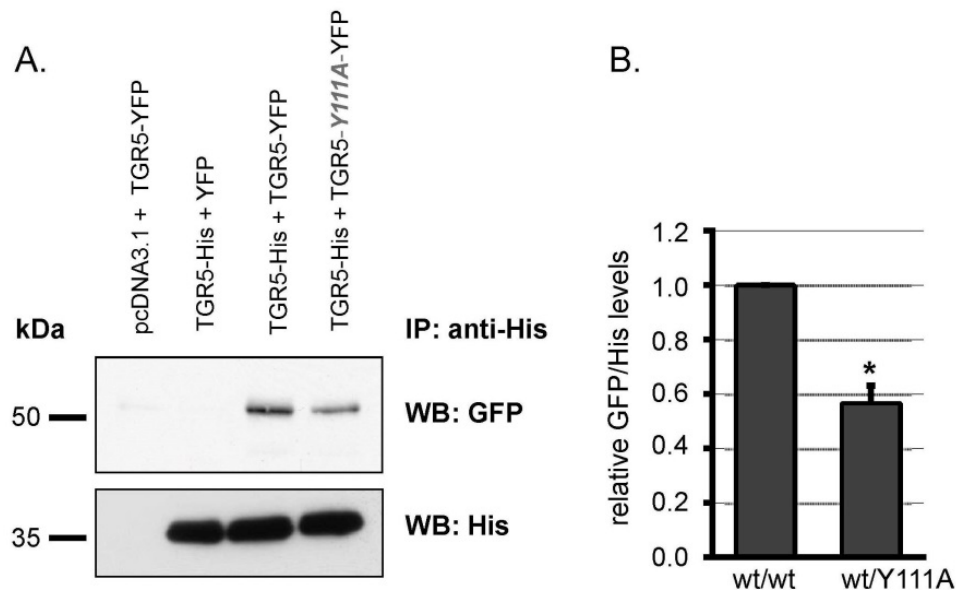 A.
pcDNA3.1 + TGR5-YFP
TGR5-His + YFP
TGR5-His + TGR5-YFP
TGR5-His + TGR5-Y111A-YFP
kDa
IP: anti-His
50
WB: GFP
35
WB: His
B.
relative GFP/His levels
1.2
1.0
0.8
0.6
0.4
0.2
0.0
*
wt/wt
wt/Y111A